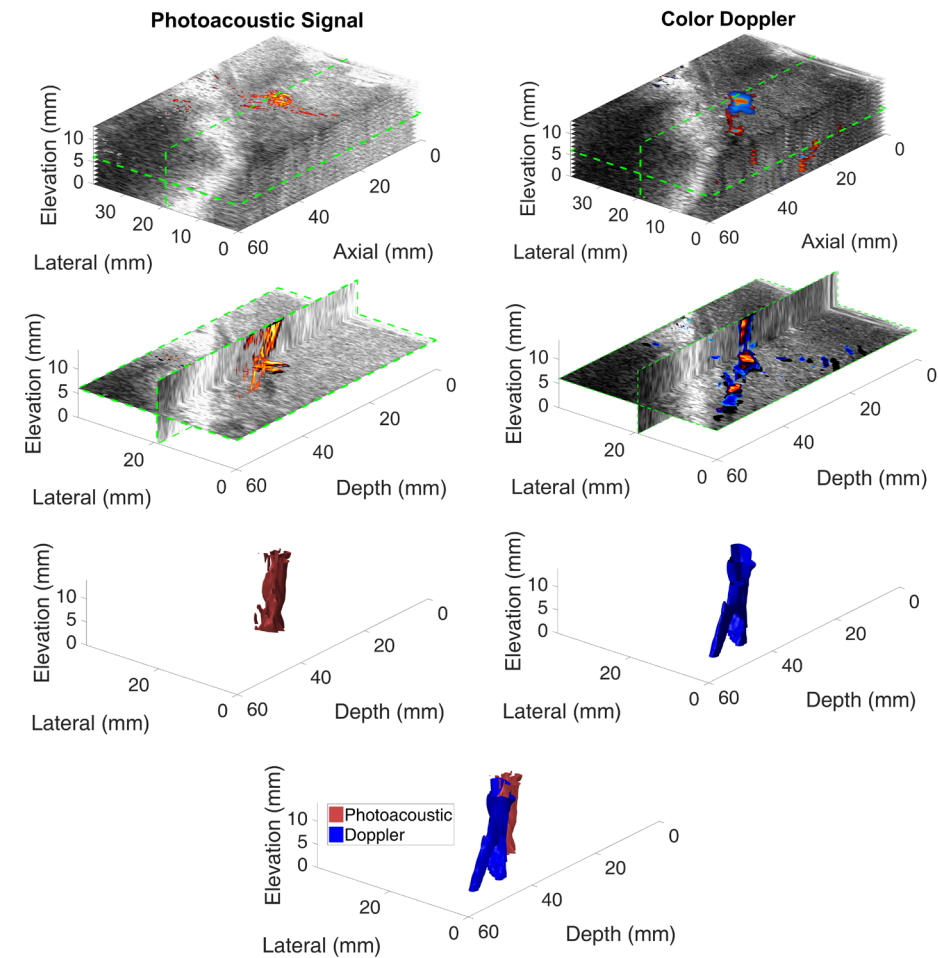 Photoacoustic Signal
Color Doppler
Elevation (mm)
10
5
0
30
20
10
0
Lateral (mm)
60
40
20
0
Axial (mm)
Elevation (mm)
10
5
0
30
20
10
0
Lateral (mm)
60
40
20
0
Axial (mm)
Elevation (mm)
10
5
0
20
0
Lateral (mm)
60
40
20
0
Depth (mm)
Elevation (mm)
10
5
0
20
0
Lateral (mm)
60
40
20
0
Depth (mm)
Elevation (mm)
10
5
0
20
0
Lateral (mm)
60
40
20
0
Depth (mm)
Elevation (mm)
10
5
0
20
0
Lateral (mm)
60
40
20
0
Depth (mm)
Elevation (mm)
10
5
0
Photoacoustic
Doppler
20
0
Lateral (mm)
60
40
20
0
Depth (mm)